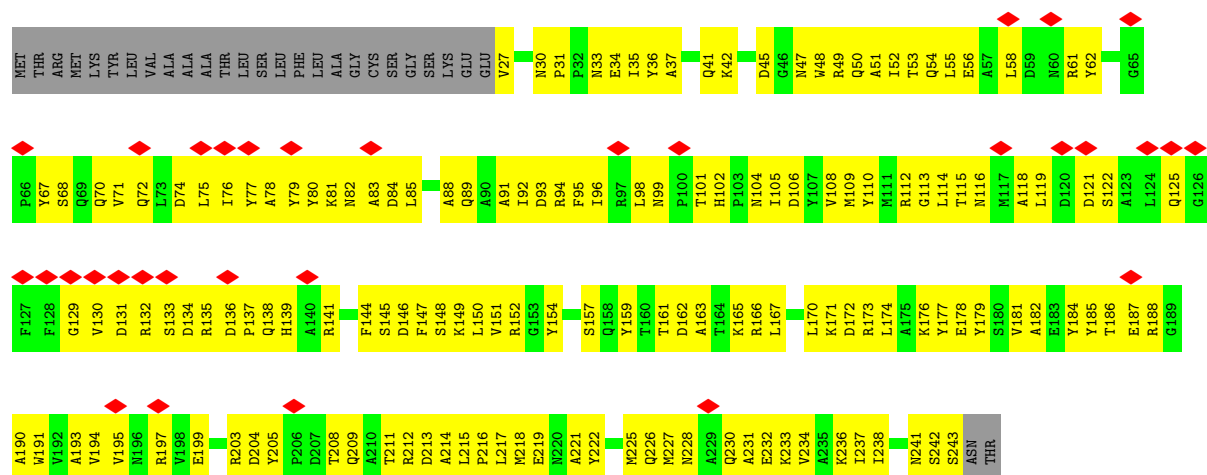 MET THR ARG MET LYS TYR LEU VAL ALA ALA ALA THR LEU SER LEU PHE LEU ALA GLY CYS SER GLY SER LYS GLU GLU V27 N30 P31 P32 N33 E34 I35 Y36 A37 Q41 K42 D45 G46 N47 W48 R49 Q50 A51 I52 T53 Q54 L55 E56 A57 L58 D59 N60 R61 Y62 G65
P66 Y67 S68 Q69 Q70 V71 Q72 L73 D74 L75 I76 Y77 A78 Y79 Y80 K81 N82 A83 D84 L85 A88 Q89 A90 A91 I92 D93 R94 F95 I96 R97 L98 N99 P100 T101 H102 P103 N104 I105 D106 Y107 V108 M109 Y110 M111 R112 G113 L114 T115 N116 M117 A118 L119 D120 D121 S122 A123 L124 Q125 G126
F127 F128 G129 V130 D131 R132 S133 D134 R135 D136 P137 Q138 H139 A140 R141 F144 S145 D146 F147 S148 K149 L150 V151 R152 G153 Y154 S157 Q158 Y159 T160 T161 D162 A163 T164 K165 R166 L167 L170 K171 D172 R173 L174 A175 K176 Y177 E178 Y179 S180 V181 A182 E183 Y184 Y185 T186 E187 R188 G189
A190 W191 V192 A193 V194 V195 N196 R197 V198 E199 R203 D204 Y205 P206 D207 T208 Q209 A210 T211 R212 D213 A214 L215 P216 L217 M218 E219 N220 A221 Y222 M225 Q226 M227 N228 A229 Q230 A231 E232 K233 V234 A235 K236 I237 I238 N241 S242 S243 ASN THR